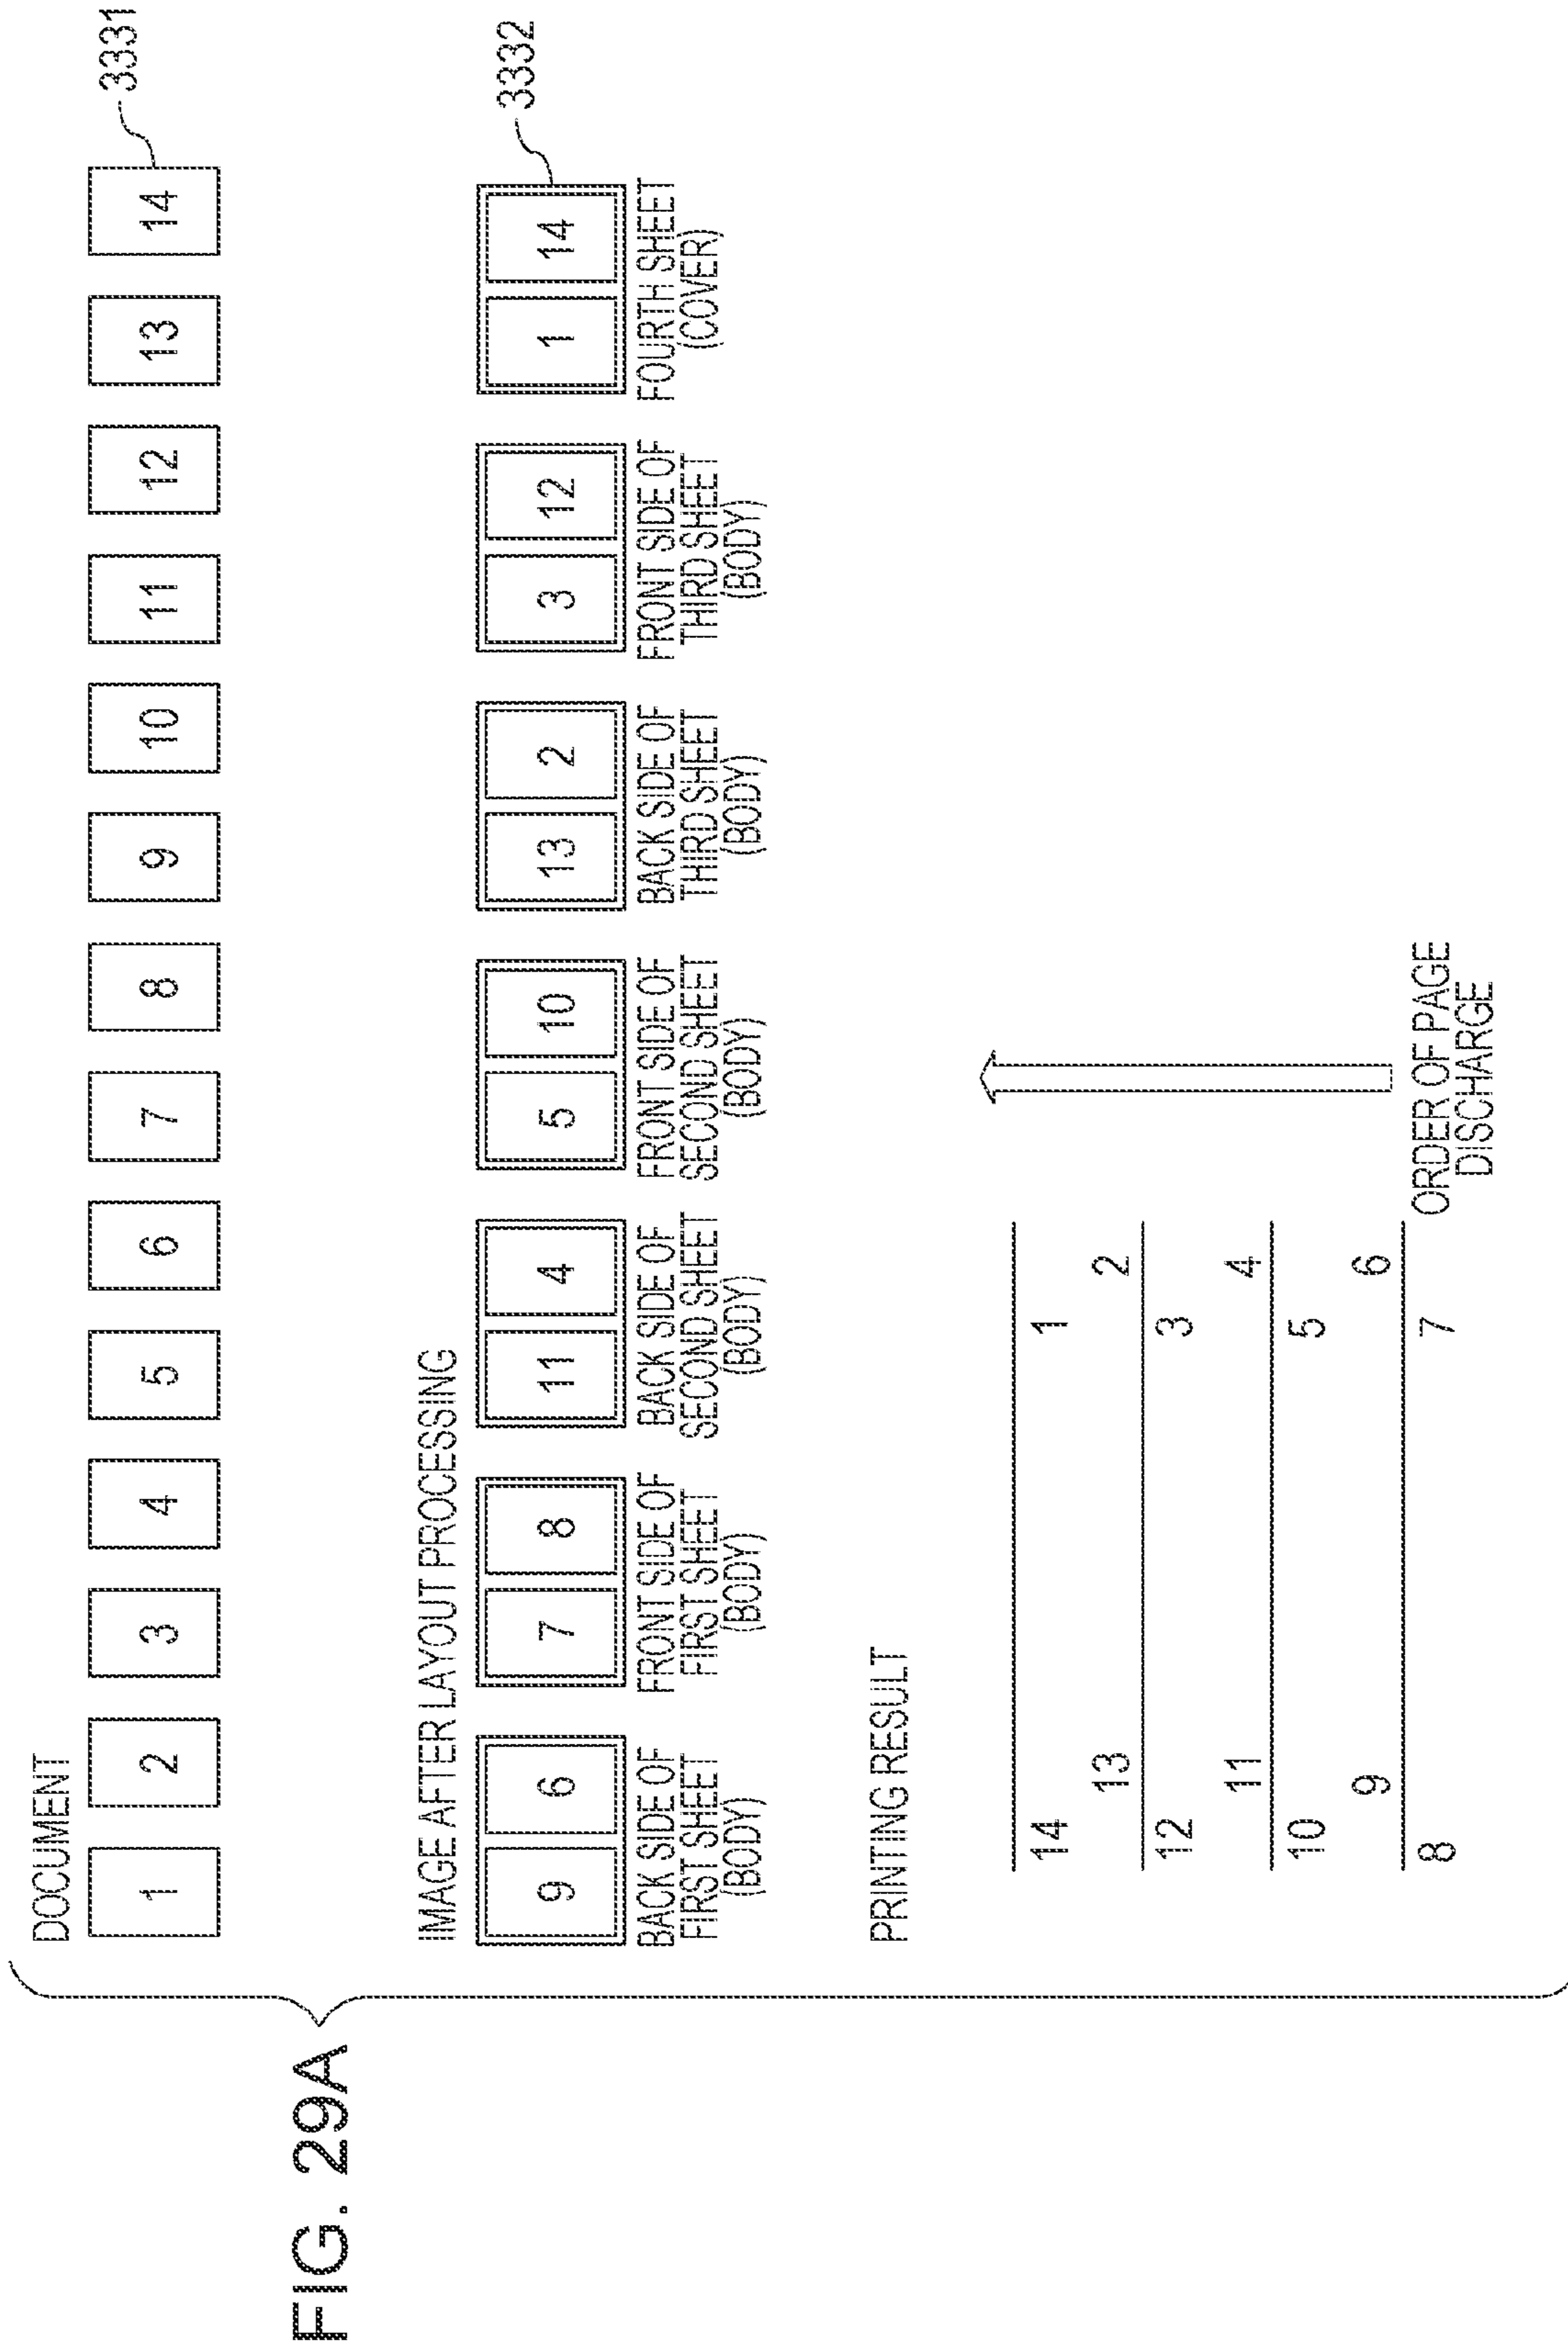 FIG. 29A
DOCUMENT
1 2 3 4 5 6 7 8 9 10 11 12 13 14
3331
IMAGE AFTER LAYOUT PROCESSING
9 6 7 8 11 4 5 10 13 2 3 12 1 14
3332
BACK SIDE OF
FIRST SHEET
(BODY)
FRONT SIDE OF
FIRST SHEET
(BODY)
BACK SIDE OF
SECOND SHEET
(BODY)
FRONT SIDE OF
SECOND SHEET
(BODY)
BACK SIDE OF
THIRD SHEET
(BODY)
FRONT SIDE OF
THIRD SHEET
(BODY)
FOURTH SHEET
(COVER)
PRINTING RESULT
14 1
13 2
12 3
11 4
10 5
9 6
8 7
ORDER OF PAGE
DISCHARGE